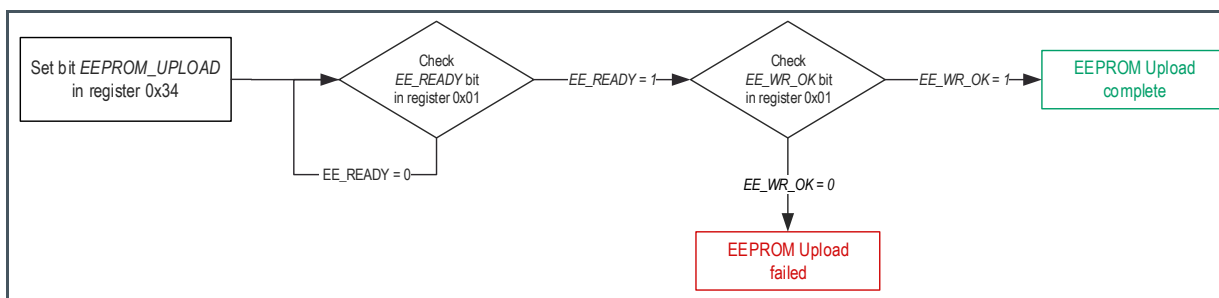 Set bit EEPROM_UPLOAD
in register 0x34
Check
EE_READY bit
in register 0x01
EE_READY = 1
EE_READY = 0
Check
EE_WR_OK bit
in register 0x01
EE_WR_OK = 1
EEPROM Upload
complete
EE_WR_OK = 0
EEPROM Upload
failed